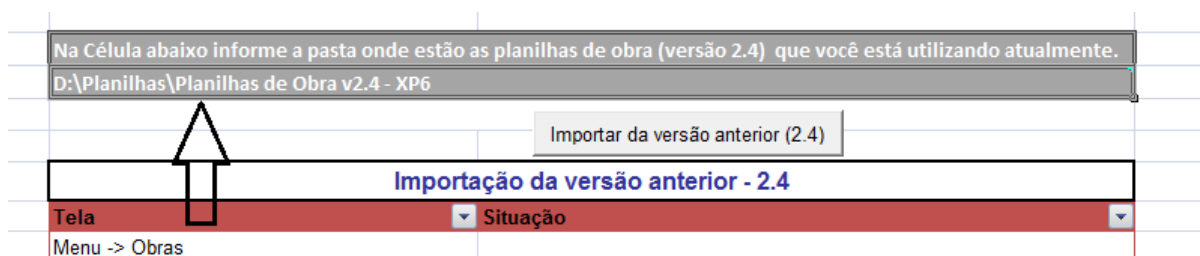 Na Célula abaixo informe a pasta onde estão as planilhas de obra (versão 2.4)  que você está utilizando atualmente.
D:\Planilhas\Planilhas de Obra v2.4 - XP6
Importar da versão anterior (2.4)
Importação da versão anterior - 2.4
Tela Situação
Menu -> Obras